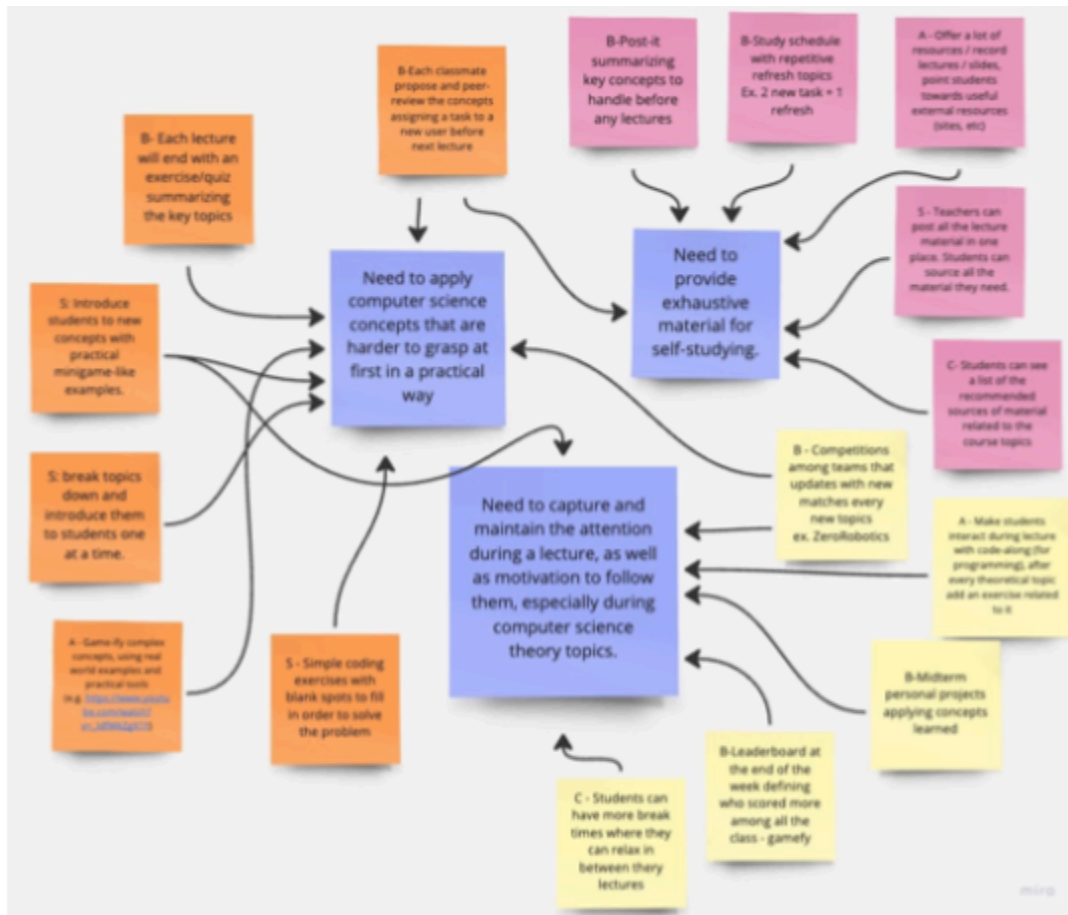 B-Each classmate
propose and peer-
review the concepts
assigning a task to a
new user before
next lecture
B-Post-it
summarizing
key concepts to
handle before
any lectures
B-Study schedule
with repetitive
refresh topics
Ex. 2 new task + 1
refresh
A - Offer a lot of
resources / record
lectures / slides,
point students
towards useful
external resources
(sites, etc)
B- Each lecture
will end with an
exercise/quiz
summarizing
the key topics
S - Teachers can
post all the lecture
material in one
place. Students can
source all the
material they need.
Need to apply
computer science
concepts that are
harder to grasp at
first in a practical
way
Need to
provide
exhaustive
material for
self-studying.
S: Introduce
students to new
concepts with
practical
minigame-like
examples.
C- Students can see
a list of the
recommended
sources of material
related to the
course topics
S: break topics
down and
introduce them
to students one
at a time.
B - Competitions
among teams that
updates with new
matches every
new topics
ex. ZeroRobotics
Need to capture and
maintain the attention
during a lecture, as well
as motivation to follow
them, especially during
computer science
theory topics.
A - Make students
interact during lecture
with code-along (for
programming), after
every theoretical topic
add an exercise related
to it
A - Game-ify complex
concepts, using real
world examples and
practical tools
(e.g.
S - Simple coding
exercises with
blank spots to fill
in order to solve
the problem
B-Midterm
personal projects
applying concepts
learned
B-Leaderboard at
the end of the
week defining
who scored more
among all the
class - gamefy
C - Students can
have more break
times where they
can relax in
between thery
lectures
miro